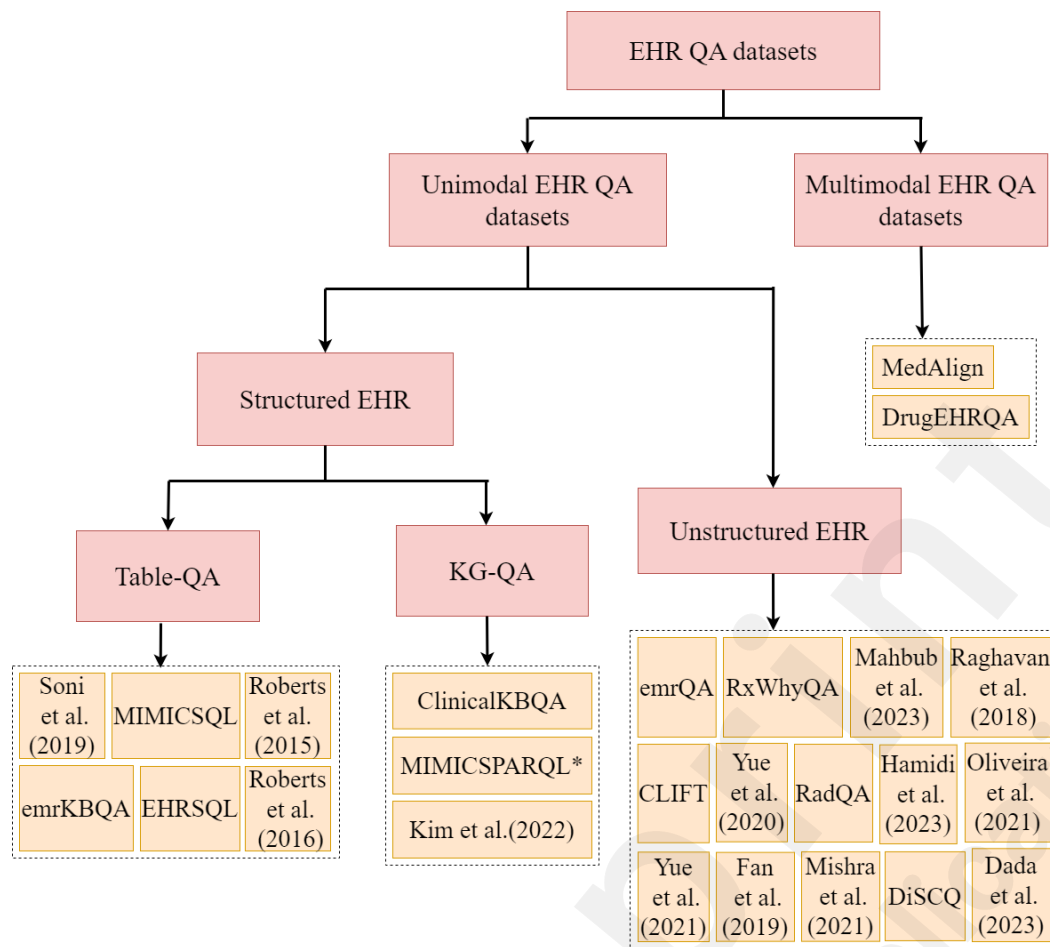 EHR QA datasets
Unimodal EHR QA
datasets
Multimodal EHR QA
datasets
MedAlign
DrugEHRQA
Structured EHR
Unstructured EHR
Table-QA
KG-QA
Soni
et al.
(2019)
MIMICSQL
Roberts
et al.
(2015)
emrKBQA
EHRSQL
Roberts
et al.
(2016)
ClinicalKBQA
MIMICSPARQL*
Kim et al.(2022)
emrQA
RxWhyQA
Mahbub
et al.
(2023)
Raghavan
et al.
(2018)
CLIFT
Yue
et al.
(2020)
RadQA
Hamidi
et al.
(2023)
Oliveira
et al.
(2021)
Yue
et al.
(2021)
Fan
et al.
(2019)
Mishra
et al.
(2021)
DiSCQ
Dada
et al.
(2023)